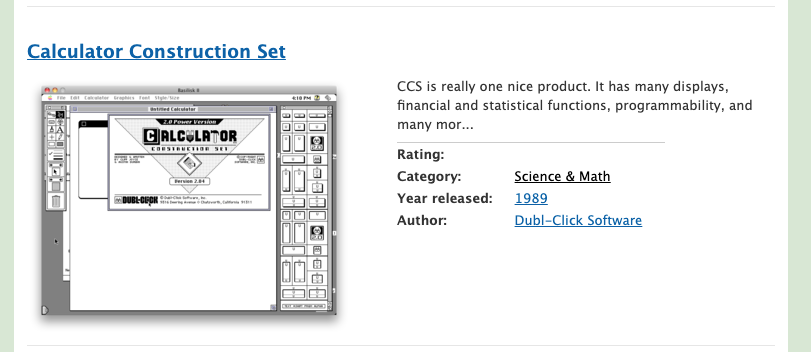 Calculator Construction Set
Basilisk II
File Edit Calculator Graphics Font Style/Size
4:10 PM
Untitled Calculator
2.0 Power Version
CALCULATOR
CONSTRUCTION SET
Version 2.04
DUBL-CLICK
© Dubl-Click Software, Inc.
CCS is really one nice product. It has many displays,
financial and statistical functions, programmability, and
many mor...
Rating:
Category: Science & Math
Year released: 1989
Author: Dubl-Click Software